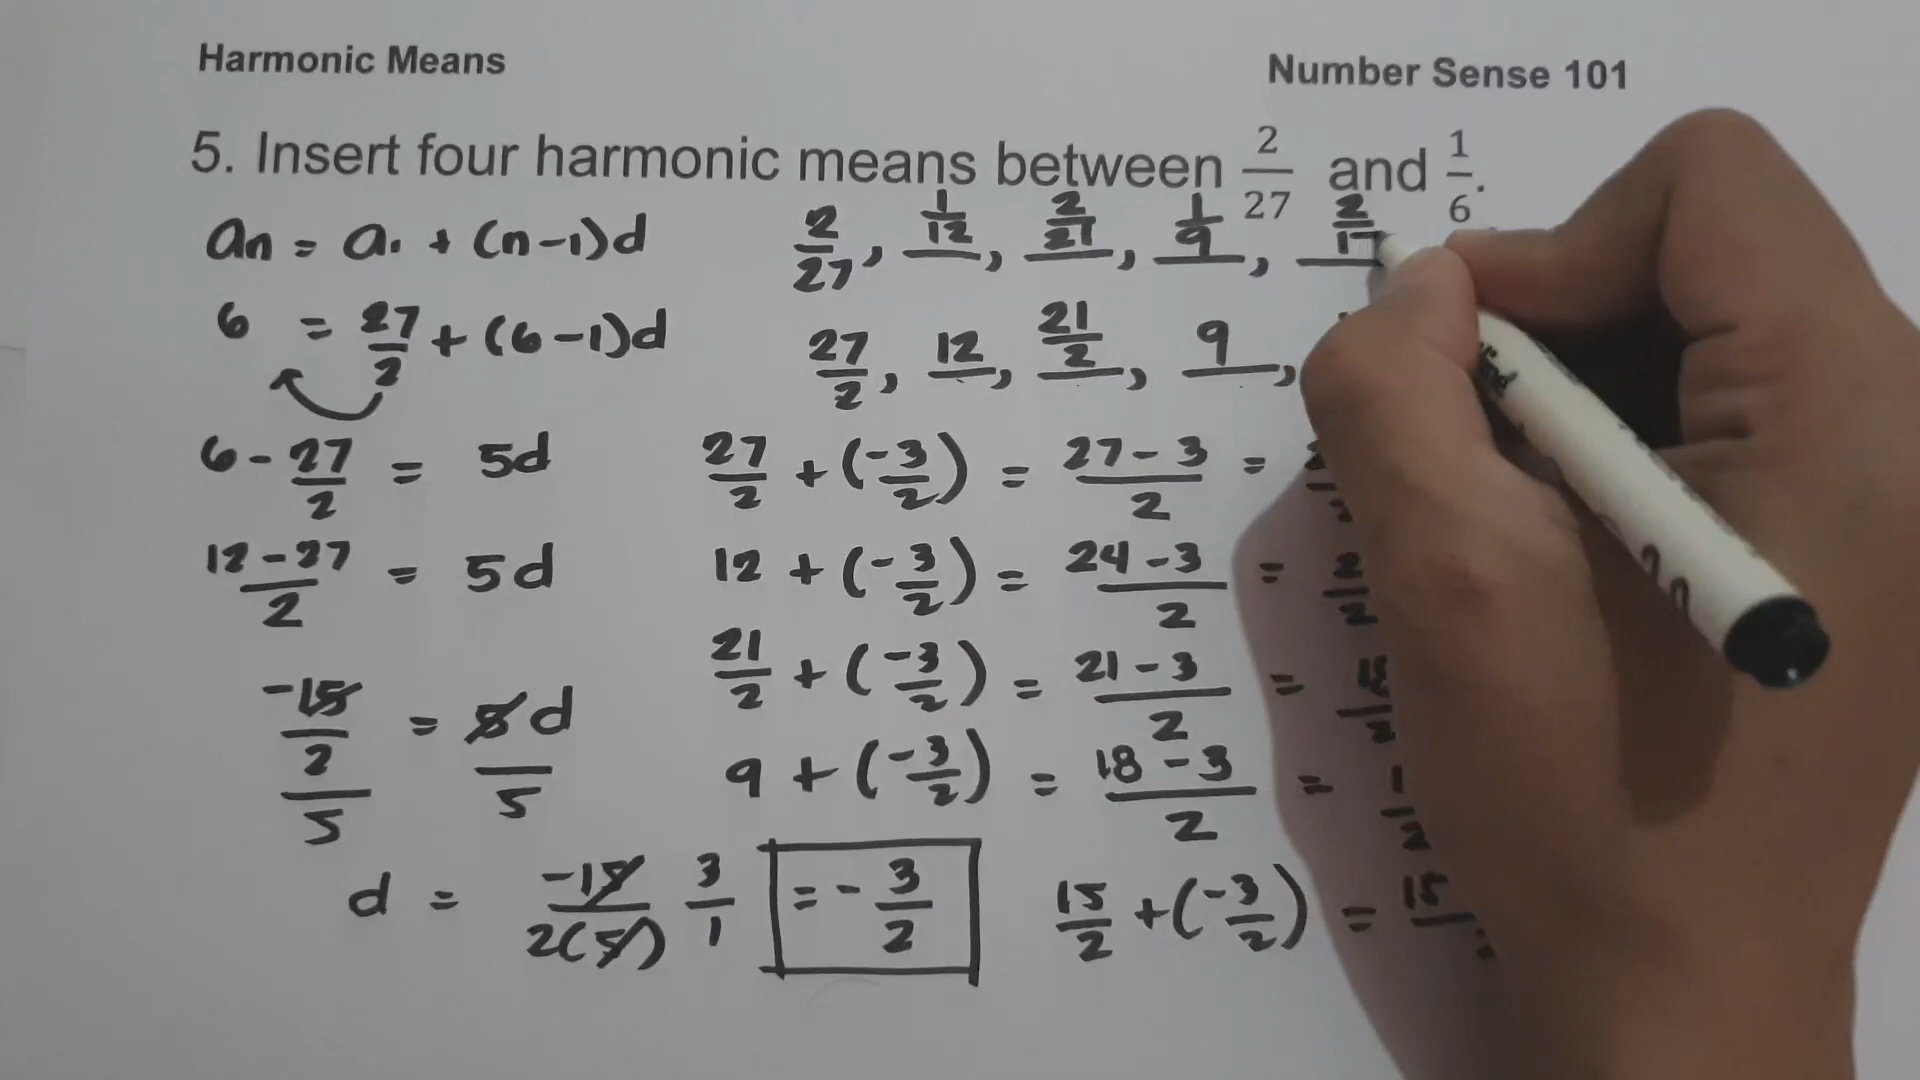 Harmonic Means
Number Sense 101
5. Insert four harmonic means between 2/27 and 1/6.
an = a1 + (n-1)d
2/27, 1/12, 2/21, 1/9, 2/1
6 = 27/2 + (6-1)d
27/2, 12, 21/2, 9,
6 - 27/2 = 5d
27/2 + (-3/2) = 27-3/2 =
12-27/2 = 5d
12 + (-3/2) = 24-3/2 = 2 /2
-15/2/5 = 5d/5
21/2 + (-3/2) = 21-3/2 =
9 + (-3/2) = 18-3/2 =
d = -15/2(5) 3/1 = -3/2
15/2 + (-3/2) = 15